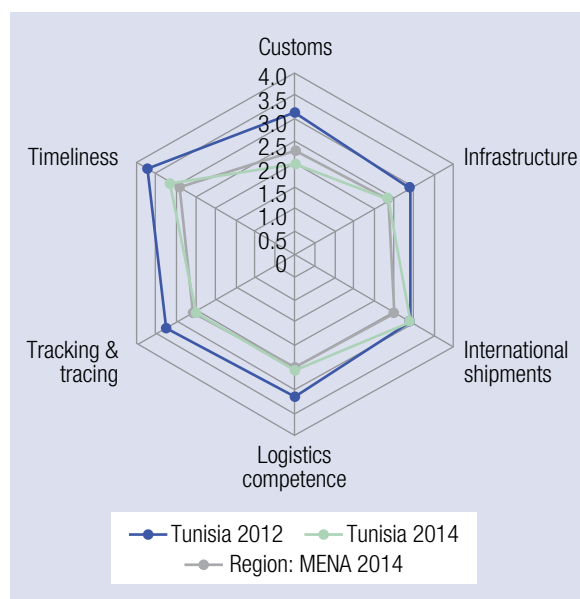 Customs
4.0
3.5
3.0
2.5
2.0
1.5
1.0
0.5
0
Timeliness
Infrastructure
Tracking &
tracing
International
shipments
Logistics
competence
Tunisia 2012
Tunisia 2014
Region: MENA 2014